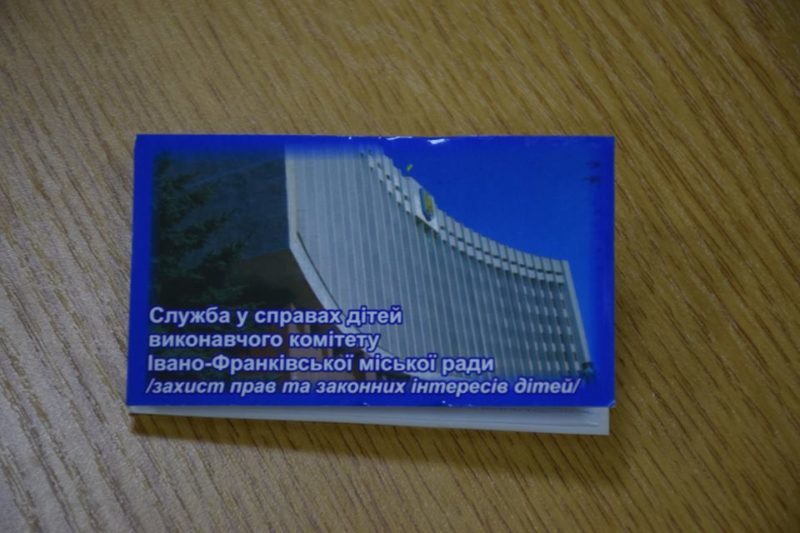 Служба у справах дітей
виконавчого комітету
Івано-Франківської міської ради
/захист прав та законних інтересів дітей/